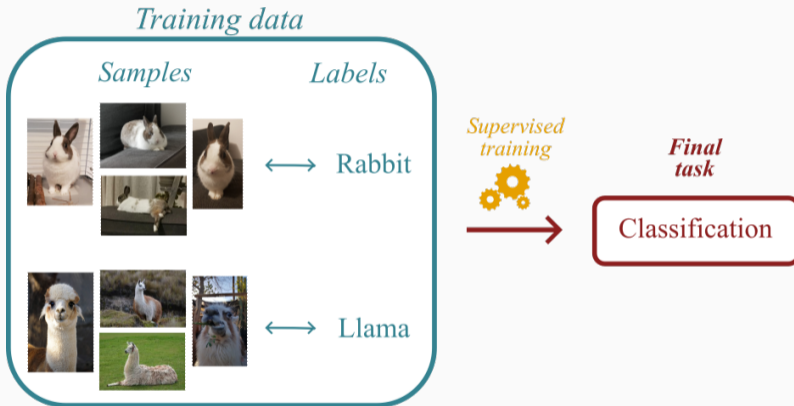 Training data
Samples
Labels
Rabbit
Llama
Supervised
training
Final
task
Classification